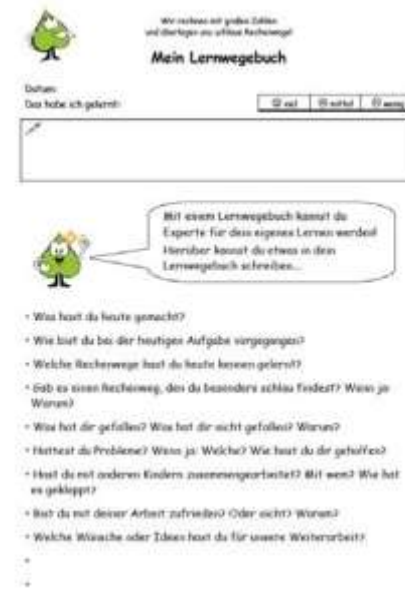 Wir rechnen mit großen Zahlen
und überlegen uns schlaue Rechenwege!
Mein Lernwegebuch
Datum:
Das habe ich gelernt:
viel mittel wenig
Mit einem Lernwegebuch kannst du
Experte für dein eigenes Lernen werden!
Hierüber kannst du etwas in dein
Lernwegebuch schreiben...
• Was hast du heute gemacht?
• Wie bist du bei der heutigen Aufgabe vorgegangen?
• Welche Rechenwege hast du heute kennen gelernt?
• Gab es einen Rechenweg, den du besonders schlau findest? Wenn ja:
Warum?
• Was hat dir gefallen? Was hat dir nicht gefallen? Warum?
• Hattest du Probleme? Wenn ja: Welche? Wie hast du dir geholfen?
• Hast du mit anderen Kindern zusammengearbeitet? Mit wem? Wie hat
es geklappt?
• Bist du mit deiner Arbeit zufrieden? Oder nicht? Warum?
• Welche Wünsche oder Ideen hast du für unsere Weiterarbeit?
•
•